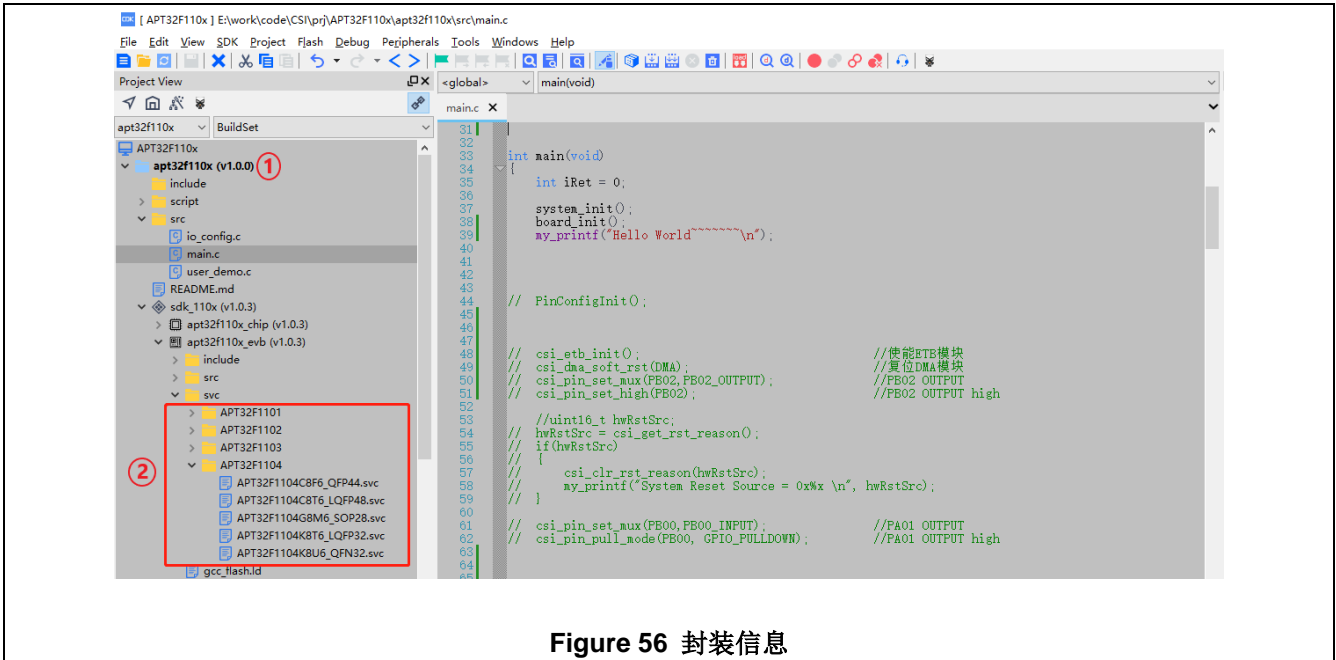 [ APT32F110x ] E:\work\code\CSI\prj\APT32F110x\apt32f110x\src\main.c
File Edit View SDK Project Flash Debug Peripherals Tools Windows Help
Project View
<global> main(void)
main.c
apt32f110x BuildSet
APT32F110x
apt32f110x (v1.0.0) ①
include
script
src
io_config.c
main.c
user_demo.c
README.md
sdk_110x (v1.0.3)
apt32f110x_chip (v1.0.3)
apt32f110x_evb (v1.0.3)
include
src
svc
②
APT32F1101
APT32F1102
APT32F1103
APT32F1104
APT32F1104C8F6_QFP44.svc
APT32F1104C8T6_LQFP48.svc
APT32F1104G8M6_SOP28.svc
APT32F1104K8T6_LQFP32.svc
APT32F1104K8U6_QFN32.svc
gcc_flash.ld
31
32
33 int main(void)
34 {
35 int iRet = 0;
36
37 system_init();
38 board_init();
39 my_printf("Hello World~~~~~~~\n");
40
41
42
43
44 // PinConfigInit();
45
46
47
48 // csi_etb_init(); //使能ETB模块
49 // csi_dma_soft_rst(DMA); //复位DMA模块
50 // csi_pin_set_mux(PB02,PB02_OUTPUT); //PB02 OUTPUT
51 // csi_pin_set_high(PB02); //PB02 OUTPUT high
52
53 //uint16_t hwRstSrc;
54 // hwRstSrc = csi_get_rst_reason();
55 // if(hwRstSrc)
56 // {
57 // csi_clr_rst_reason(hwRstSrc);
58 // my_printf("System Reset Source = 0x%x \n", hwRstSrc);
59 // }
60
61 // csi_pin_set_mux(PB00,PB00_INPUT); //PA01 OUTPUT
62 // csi_pin_pull_mode(PB00, GPIO_PULLDOWN); //PA01 OUTPUT high
63
64
65
Figure 56 封装信息